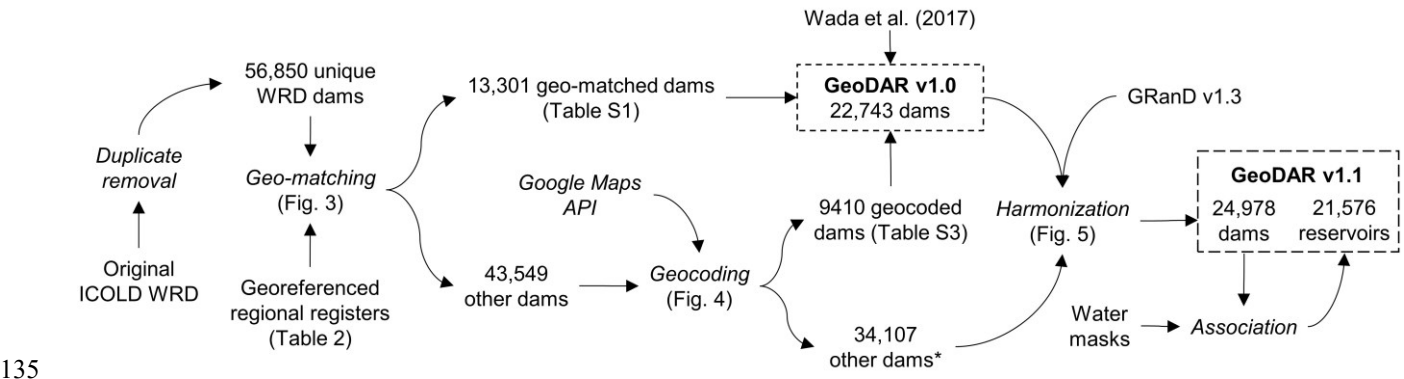 Wada et al. (2017)
56,850 unique
WRD dams
13,301 geo-matched dams
(Table S1)
GeoDAR v1.0
22,743 dams
GRanD v1.3
Duplicate
removal
Geo-matching
(Fig. 3)
Google Maps
API
9410 geocoded
dams (Table S3)
Harmonization
(Fig. 5)
GeoDAR v1.1
24,978
dams
21,576
reservoirs
Original
ICOLD WRD
Georeferenced
regional registers
(Table 2)
43,549
other dams
Geocoding
(Fig. 4)
34,107
other dams*
Water
masks
Association
135